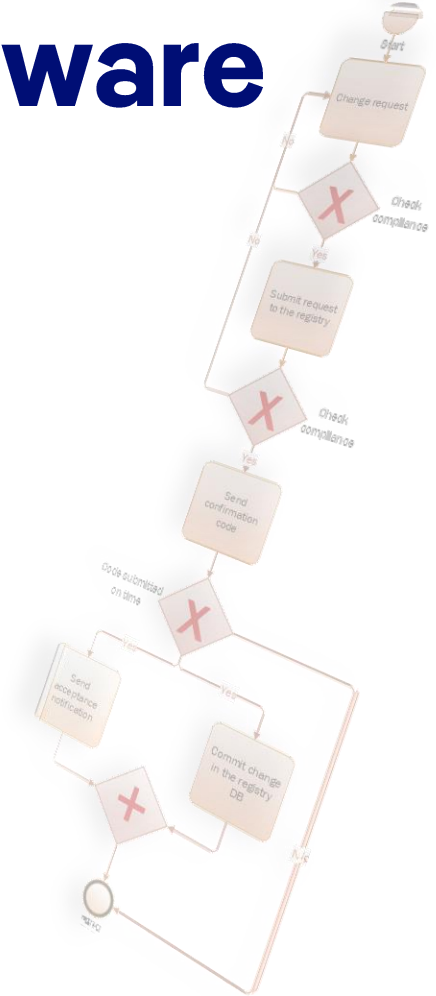 ware
Start
Change request
No
Check
compliance
No
Yes
Submit request
to the registry
Check
compliance
Yes
Send
confirmation
code
Code submitted
on time
Yes
Send
acceptance
notification
Yes
Commit change
in the registry
DB